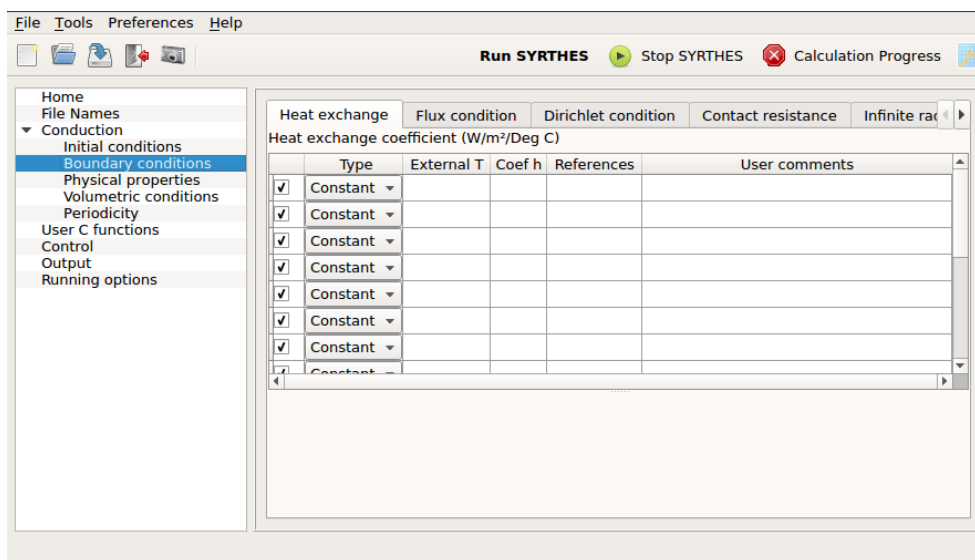 File Tools Preferences Help
Run SYRTHES Stop SYRTHES Calculation Progress
Home
File Names
Conduction
Initial conditions
Boundary conditions
Physical properties
Volumetric conditions
Periodicity
User C functions
Control
Output
Running options
Heat exchange Flux condition Dirichlet condition Contact resistance Infinite
Heat exchange coefficient (W/m²/Deg C)
Type External T Coef h References User comments
Constant
Constant
Constant
Constant
Constant
Constant
Constant
Constant